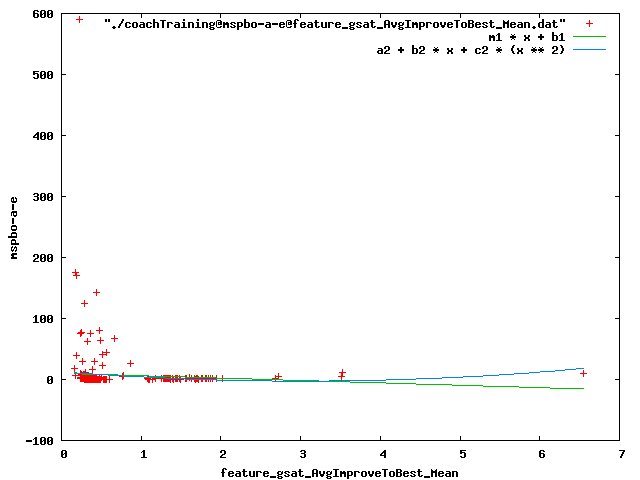 600
"./coachTraining@mspbo-a-e@feature_gsat_AvgImproveToBest_Mean.dat"
m1 * x + b1
a2 + b2 * x + c2 * (x ** 2)
500
400
300
mspbo-a-e
200
100
0
-100
0 1 2 3 4 5 6 7
feature_gsat_AvgImproveToBest_Mean